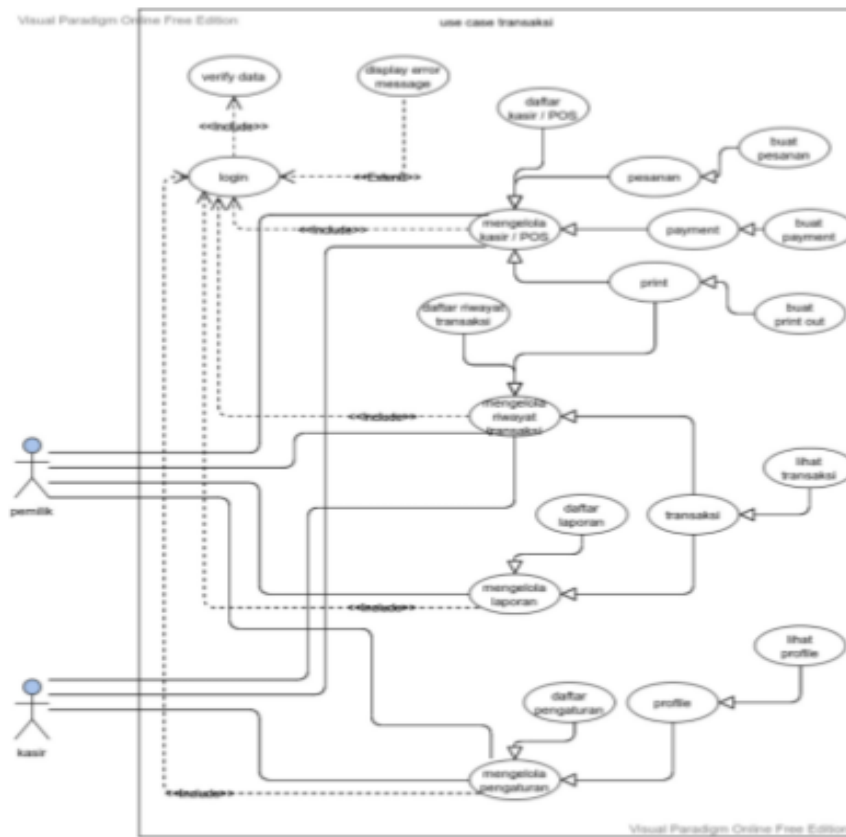 Visual Paradigm Online Free Edition
use case transaksi
verify data
display error
message
daftar
kasir / POS
buat
pesanan
<<Include>>
login
<<Extend>>
pesanan
mengelola
kasir / POS
<<Include>>
payment
buat
payment
print
daftar riwayat
transaksi
buat
print out
mengelola
riwayat
transaksi
<<Include>>
lihat
transaksi
pemilik
daftar
laporan
transaksi
mengelola
laporan
<<Include>>
lihat
profile
daftar
pengaturan
profile
kasir
mengelola
pengaturan
<<Include>>
Visual Paradigm Online Free Edition